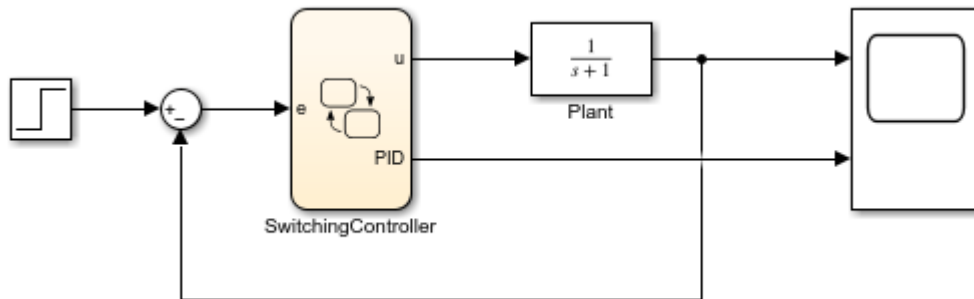 u
1
s + 1
+
−
e
Plant
PID
SwitchingController